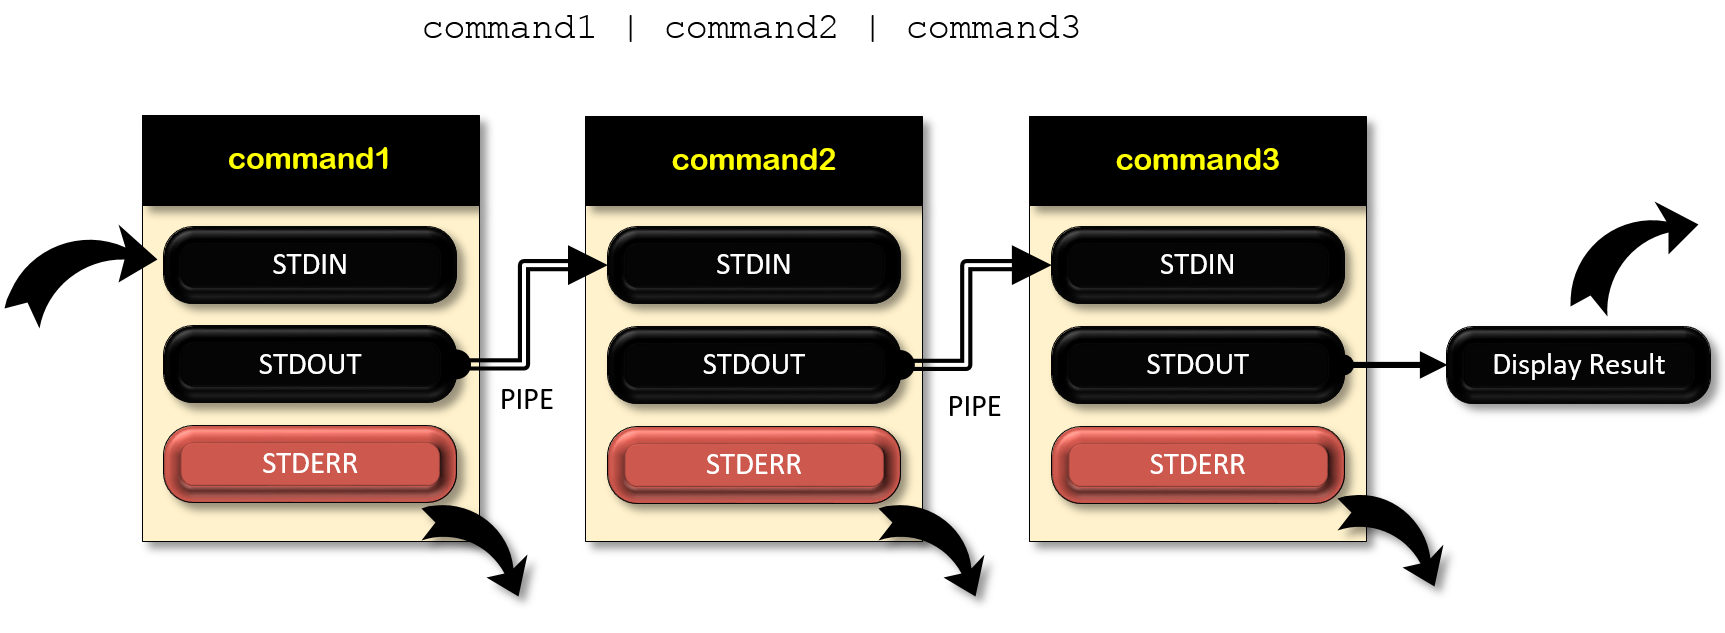 command1 | command2 | command3
command1
STDIN
STDOUT
STDERR
PIPE
command2
STDIN
STDOUT
STDERR
PIPE
command3
STDIN
STDOUT
STDERR
Display Result